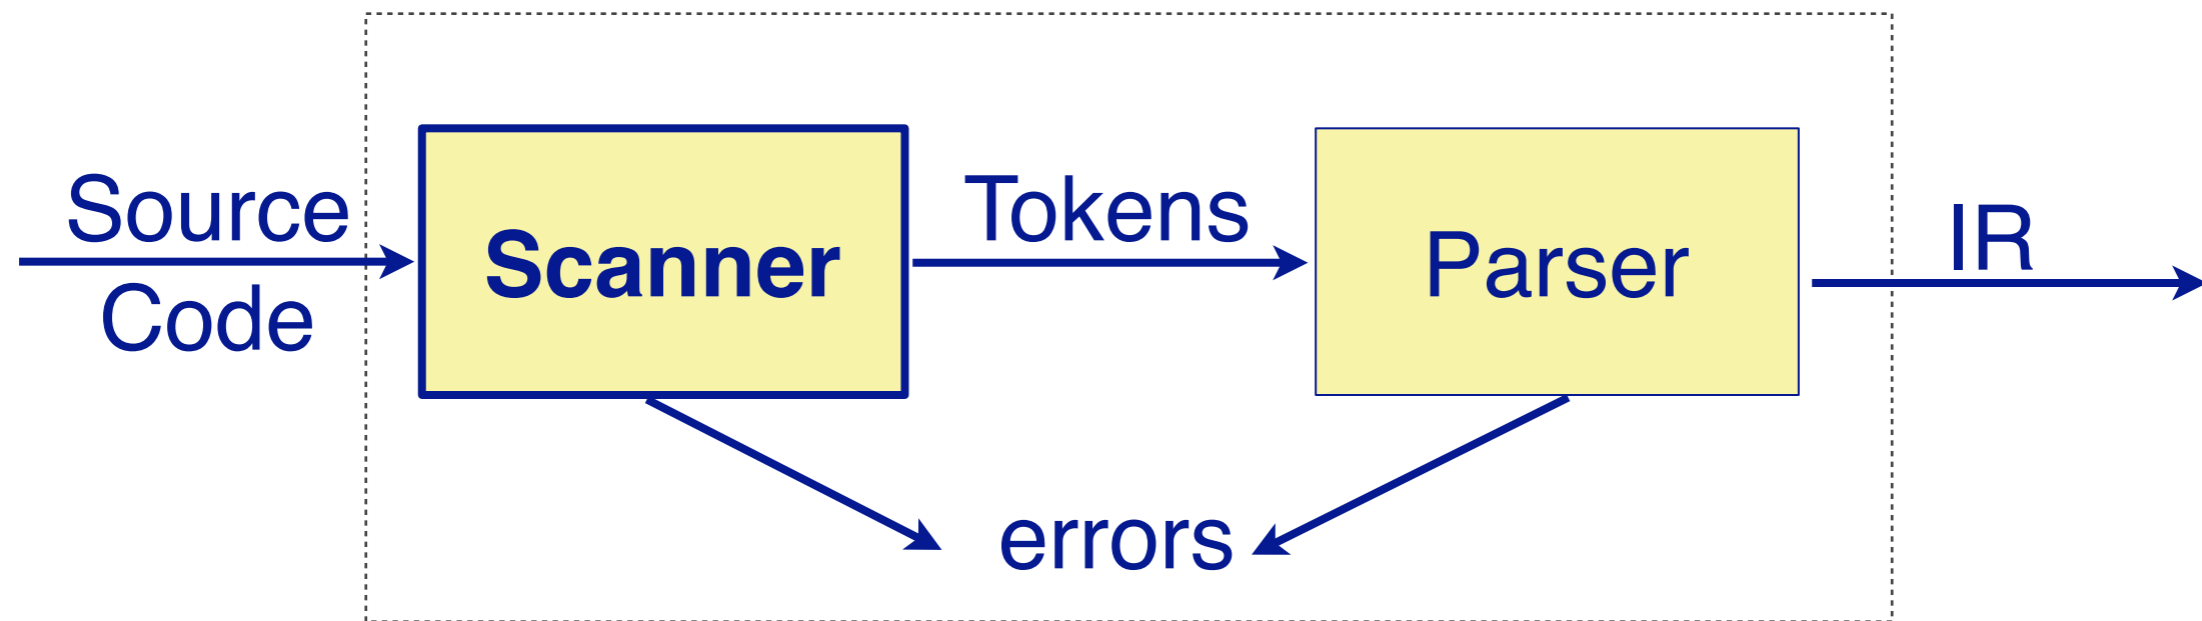 Source
Code
Scanner
Tokens
Parser
IR
errors